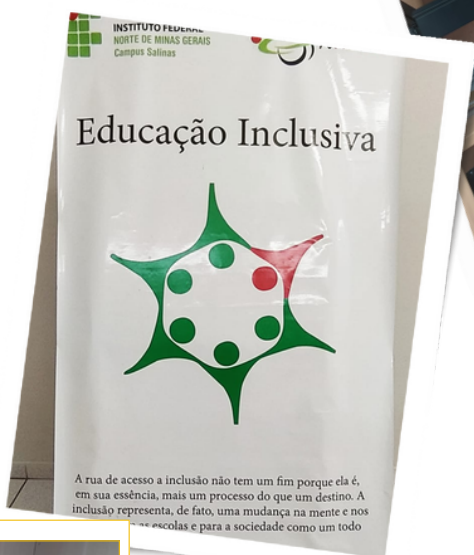 INSTITUTO FEDERAL
NORTE DE MINAS GERAIS
Campus Salinas
Educação Inclusiva
A rua de acesso a inclusão não tem um fim porque ela é,
em sua essência, mais um processo do que um destino. A
inclusão representa, de fato, uma mudança na mente e nos
as escolas e para a sociedade como um todo